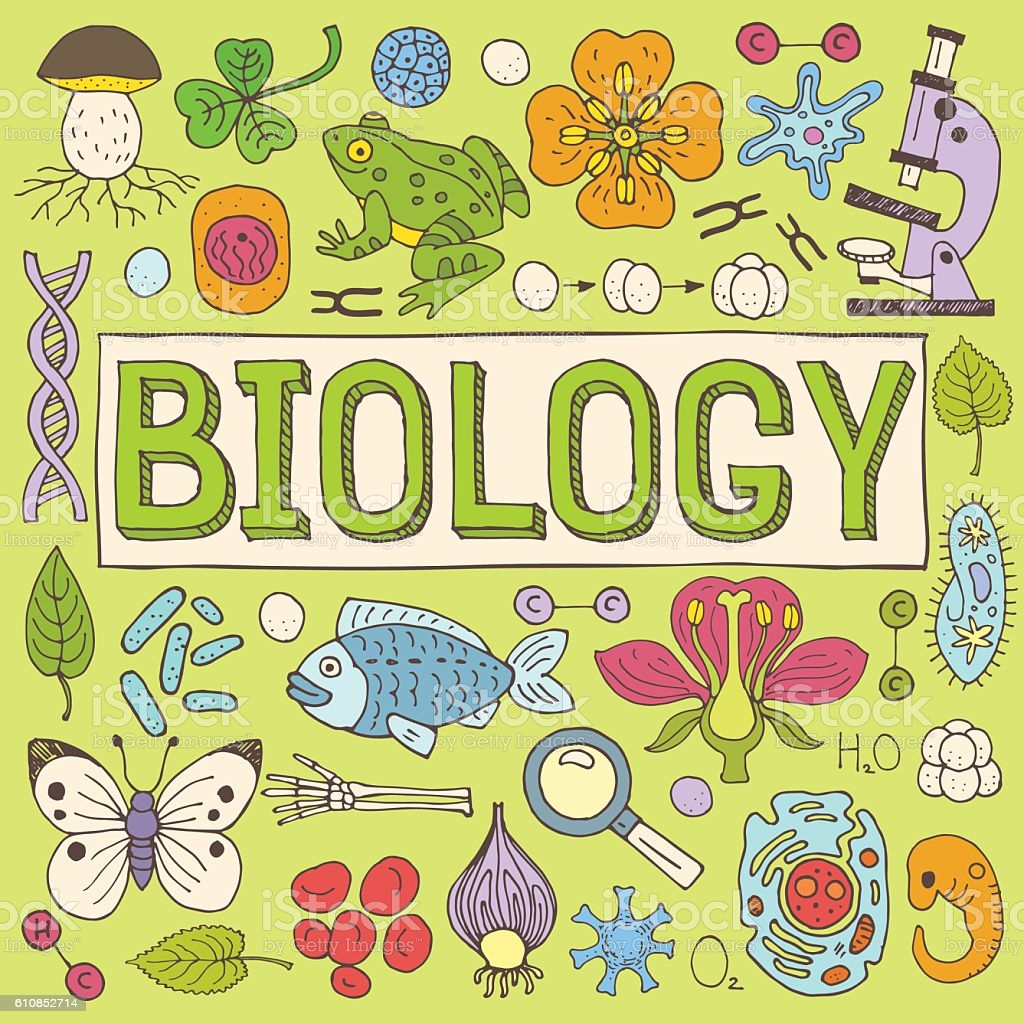 C C
BIOLOGY
C C
C
C
H₂O
H
C
O₂
iStock
by Getty Images
610852714